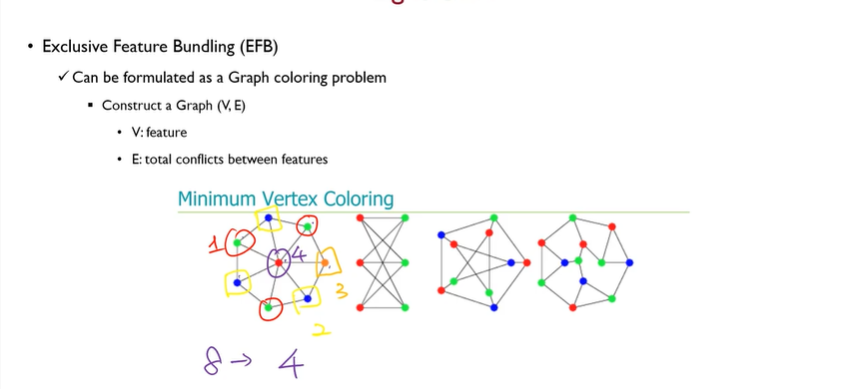 • Exclusive Feature Bundling (EFB)
✓ Can be formulated as a Graph coloring problem
▪ Construct a Graph (V, E)
• V: feature
• E: total conflicts between features
Minimum Vertex Coloring
1
4
3
2
8 → 4